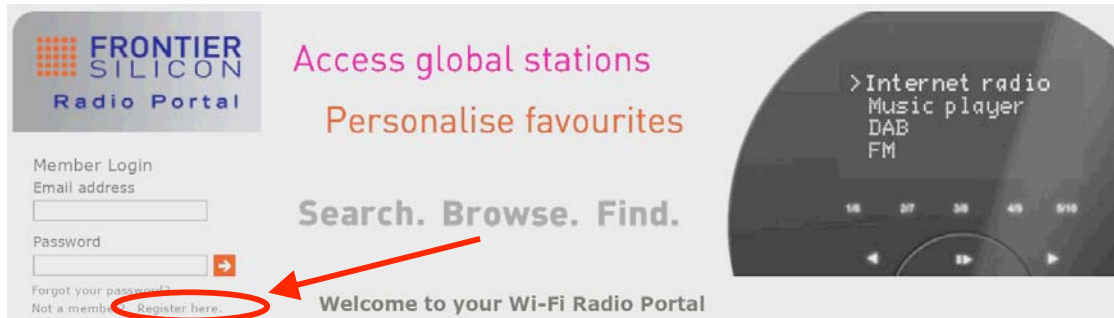 FRONTIER
SILICON
Radio Portal
Member Login
Email address
Password
Forgot your password?
Not a member? Register here.
Access global stations
Personalise favourites
Search. Browse. Find.
Welcome to your Wi-Fi Radio Portal
>Internet radio
Music player
DAB
FM
1/6 2/7 3/8 4/9 5/10